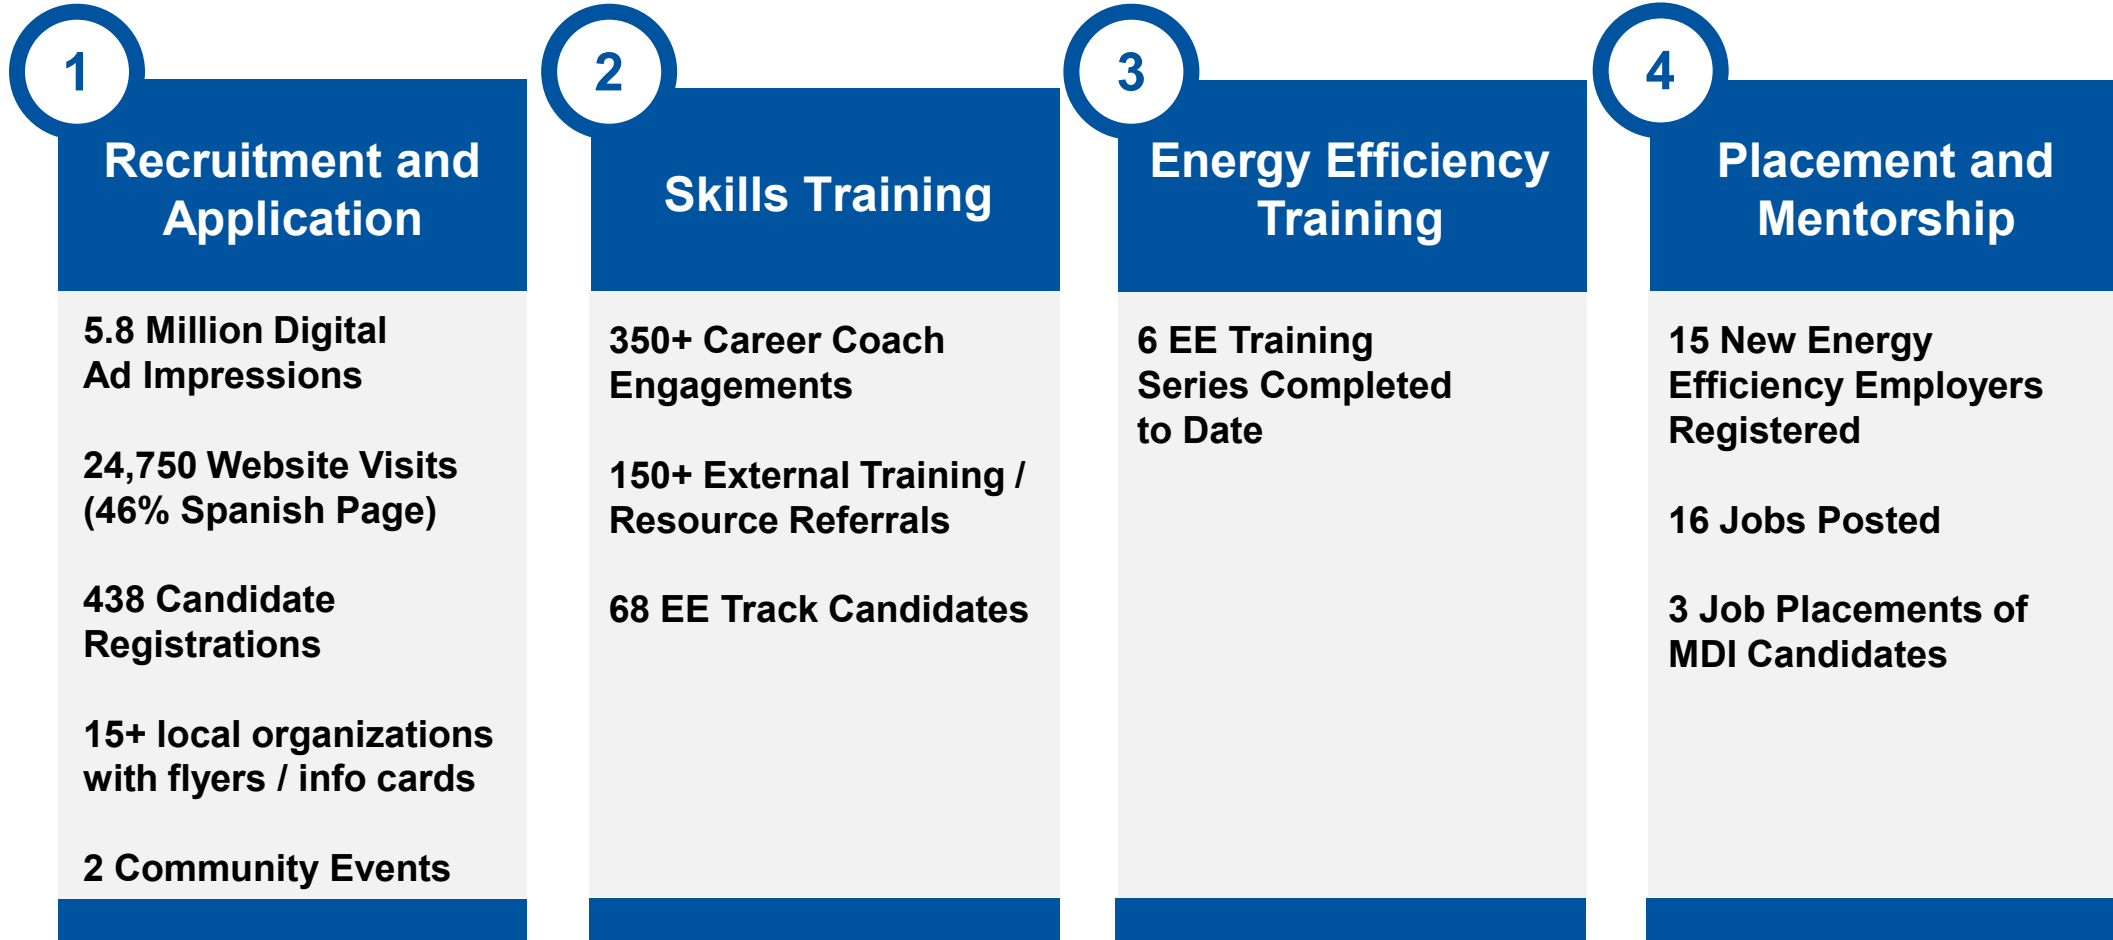 1
Recruitment and
Application
5.8 Million Digital
Ad Impressions
24,750 Website Visits
(46% Spanish Page)
438 Candidate
Registrations
15+ local organizations
with flyers / info cards
2 Community Events
2
Skills Training
350+ Career Coach
Engagements
150+ External Training /
Resource Referrals
68 EE Track Candidates
3
Energy Efficiency
Training
6 EE Training
Series Completed
to Date
4
Placement and
Mentorship
15 New Energy
Efficiency Employers
Registered
16 Jobs Posted
3 Job Placements of
MDI Candidates